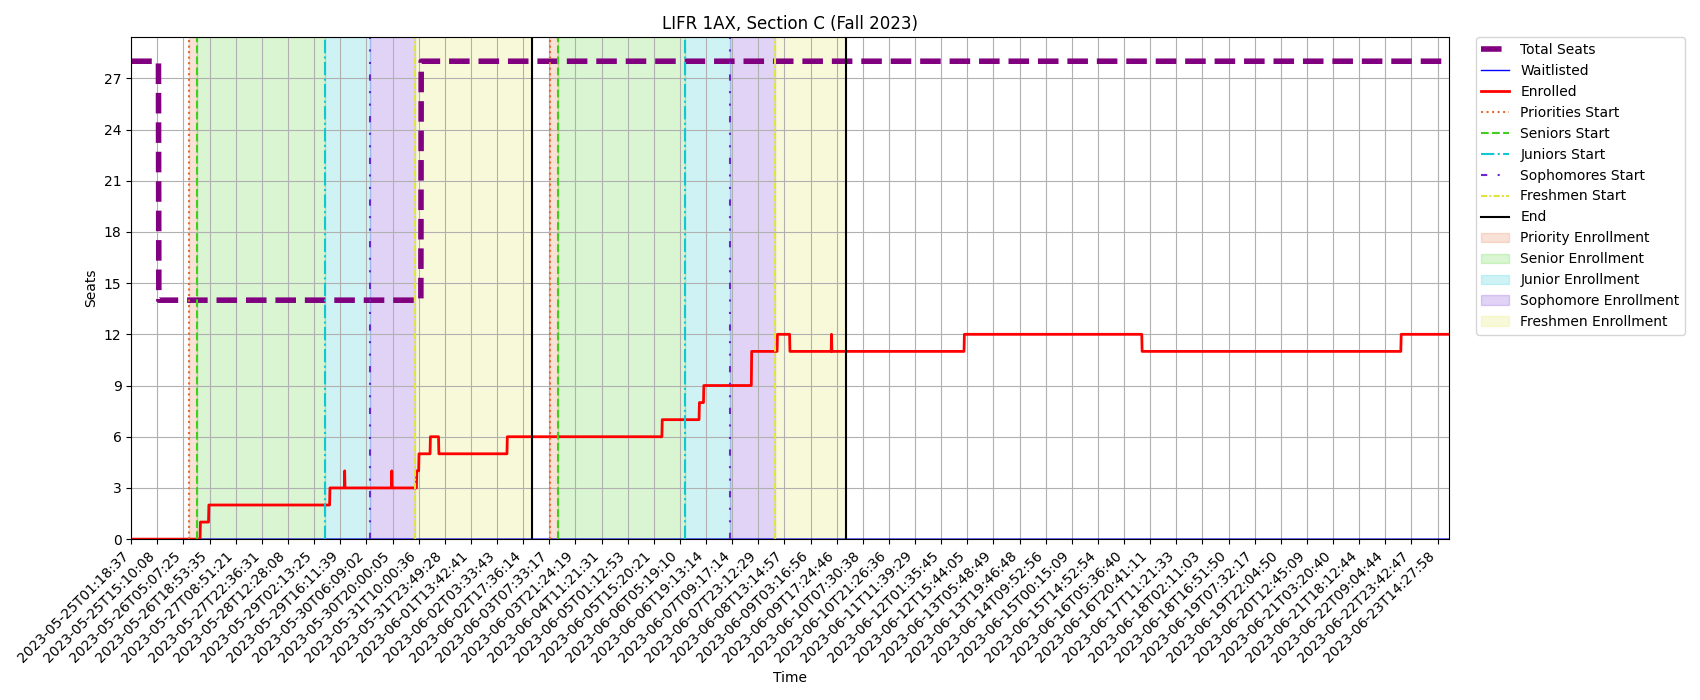 LIFR 1AX, Section C (Fall 2023)
Seats
27
24
21
18
15
12
9
6
3
0
2023-05-25T01:18:37
2023-05-25T15:10:08
2023-05-26T05:07:25
2023-05-26T18:53:35
2023-05-27T08:51:21
2023-05-27T22:36:31
2023-05-28T12:28:08
2023-05-29T02:13:25
2023-05-29T16:11:39
2023-05-30T06:09:02
2023-05-30T20:00:05
2023-05-31T10:00:36
2023-05-31T23:49:28
2023-06-01T13:42:41
2023-06-02T03:33:43
2023-06-02T17:36:14
2023-06-03T07:33:17
2023-06-03T21:24:19
2023-06-04T11:21:31
2023-06-05T01:12:53
2023-06-05T15:20:21
2023-06-06T05:19:10
2023-06-06T19:13:14
2023-06-07T09:17:14
2023-06-07T23:12:29
2023-06-08T13:14:57
2023-06-09T03:16:56
2023-06-09T17:24:46
2023-06-10T07:30:38
2023-06-10T21:26:36
2023-06-11T11:39:29
2023-06-12T01:35:45
2023-06-12T15:44:05
2023-06-13T05:48:49
2023-06-13T19:46:48
2023-06-14T09:52:56
2023-06-15T00:15:09
2023-06-15T14:52:54
2023-06-16T05:36:40
2023-06-16T20:41:11
2023-06-17T11:21:33
2023-06-18T02:11:03
2023-06-18T16:51:50
2023-06-19T07:32:17
2023-06-19T22:04:50
2023-06-20T12:45:09
2023-06-21T03:20:40
2023-06-21T18:12:44
2023-06-22T09:04:44
2023-06-22T23:42:47
2023-06-23T14:27:58
Time
Total Seats
Waitlisted
Enrolled
Priorities Start
Seniors Start
Juniors Start
Sophomores Start
Freshmen Start
End
Priority Enrollment
Senior Enrollment
Junior Enrollment
Sophomore Enrollment
Freshmen Enrollment